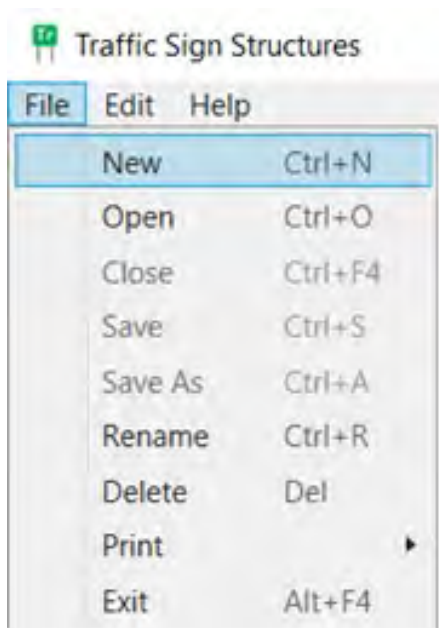 Tr
Traffic Sign Structures
File Edit Help
New Ctrl+N
Open Ctrl+O
Close Ctrl+F4
Save Ctrl+S
Save As Ctrl+A
Rename Ctrl+R
Delete Del
Print
Exit Alt+F4